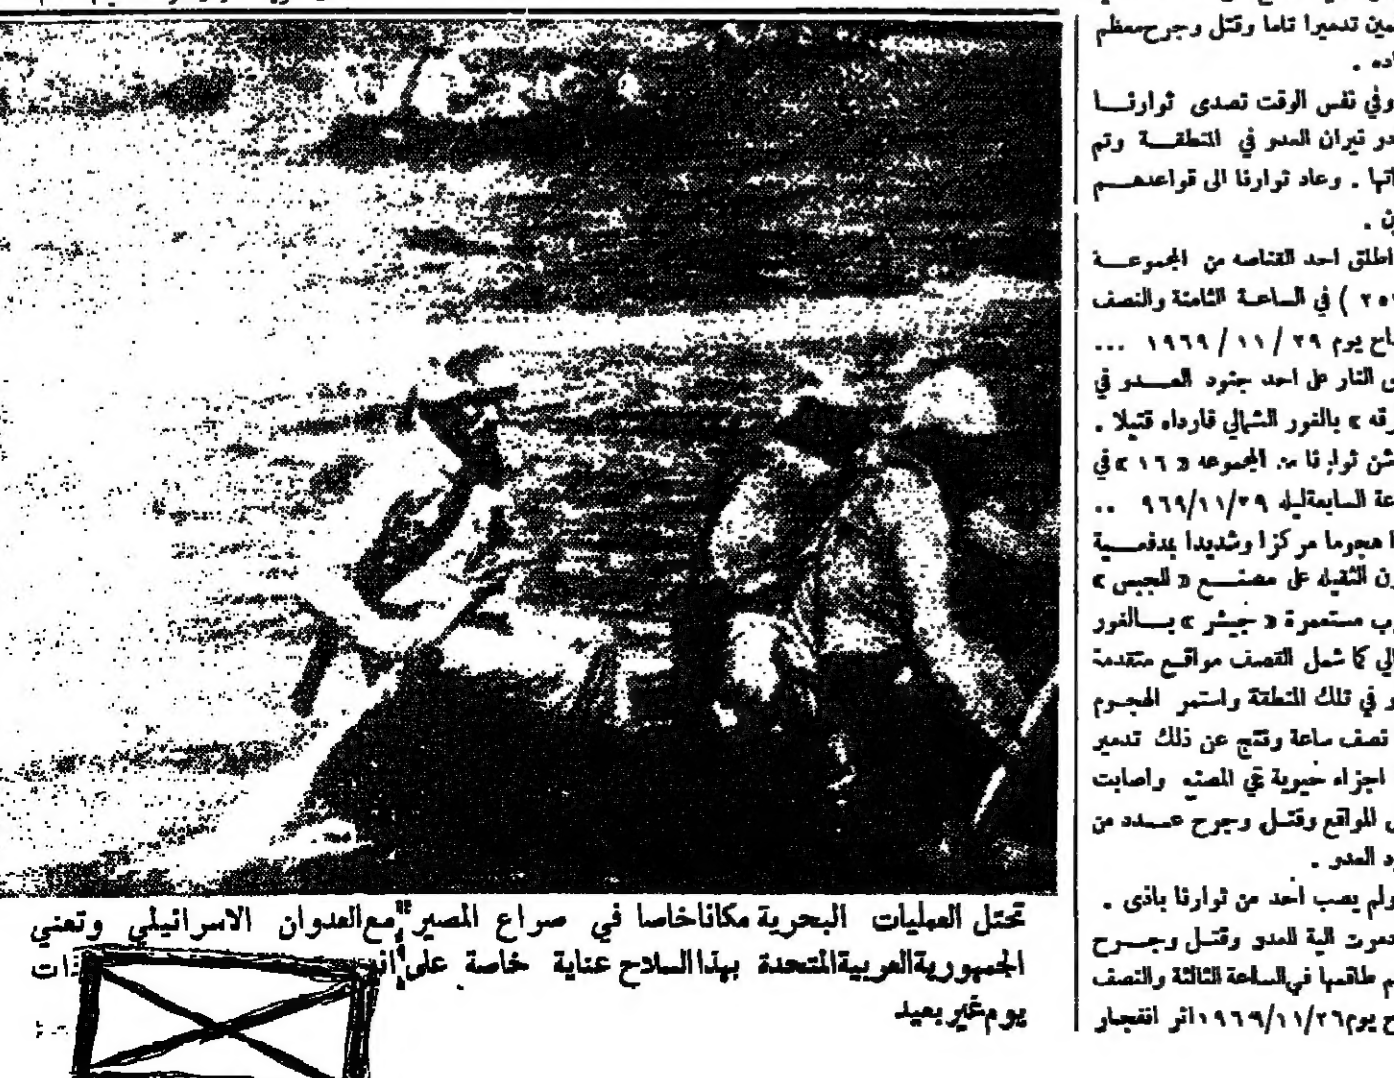 تحتل العمليات البحرية مكاناخاصا في صراع المصير مع العدوان الاسرائيلي وتعني
الجمهورية العربية المتحدة بهذا السلاح عناية خاصة على ذات
يوم غير بعيد
تدميرا تاما وقتل وجرح معظم
وفي نفس الوقت تصدى ثوارنا
نيران العدو في المنطقة وتم
وعاد ثوارنا الى قواعدهم
اطلق احد القناصه من المجموعة
) في الساعة الثامنة والنصف
يوم ٢٩ / ١١ / ١٩٦٩ ...
النار على احد جنود العدو في
» بالغور الشمالي فارداه قتيلا .
شن ثوارنا من المجموعه « ١٦ » في
السابعة ليله ٢٩/١١/٩٦٩ ..
هجوما مركزا وشديدا بمدفعية
الثقيله على مصنع « للجبس »
مستعمرة « جيشر » بالغور
كما شمل القصف مواقع متقدمة
في تلك المنطقة واستمر الهجوم
نصف ساعة ونتج عن ذلك تدمير
اجزاء حيوية في المصنع واصابت
المواقع وقتل وجرح عدد من
العدو .
ولم يصب احد من ثوارنا باذى .
الية للعدو وقتل وجرح
طاقمها في الساعة الثالثة والنصف
يوم ٢٦/١١/١٩٦٩ اثر انفجار